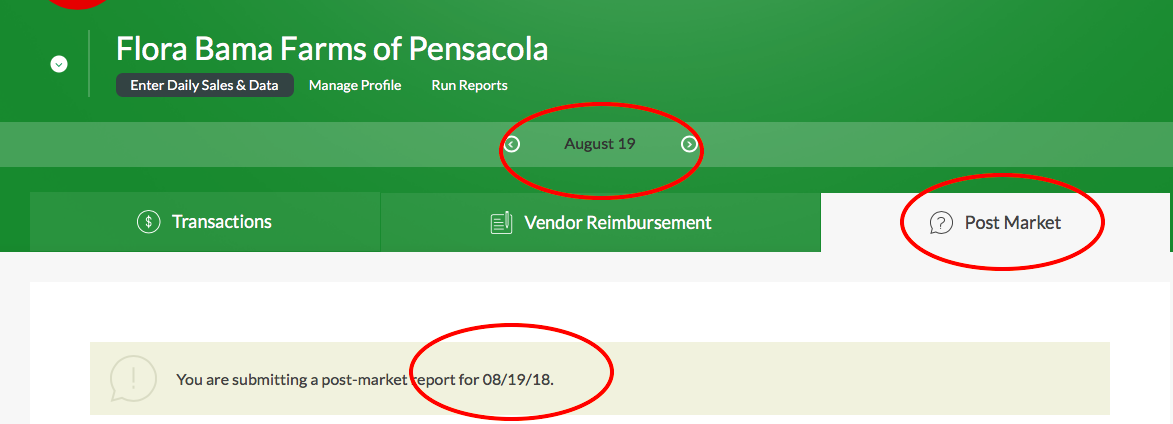 Flora Bama Farms of Pensacola
Enter Daily Sales & Data Manage Profile Run Reports
August 19
$ Transactions Vendor Reimbursement ? Post Market
! You are submitting a post-market report for 08/19/18.